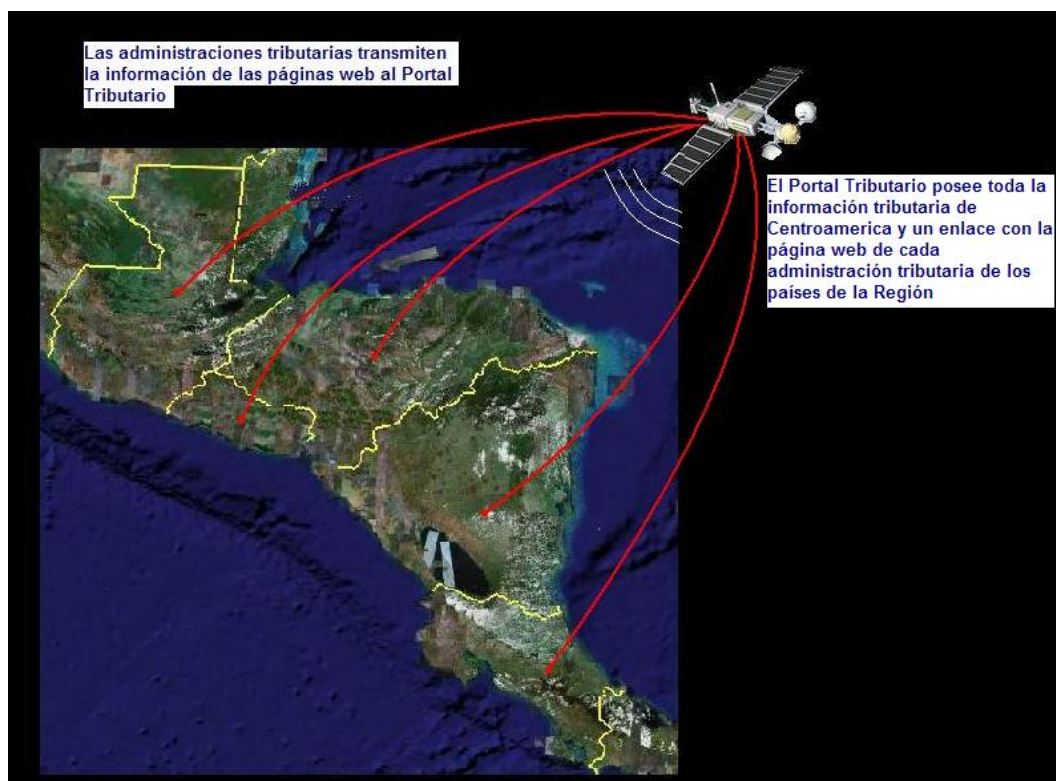 Las administraciones tributarias transmiten
la información de las páginas web al Portal
Tributario
El Portal Tributario posee toda la
información tributaria de
Centroamerica y un enlace con la
página web de cada
administración tributaria de los
países de la Región